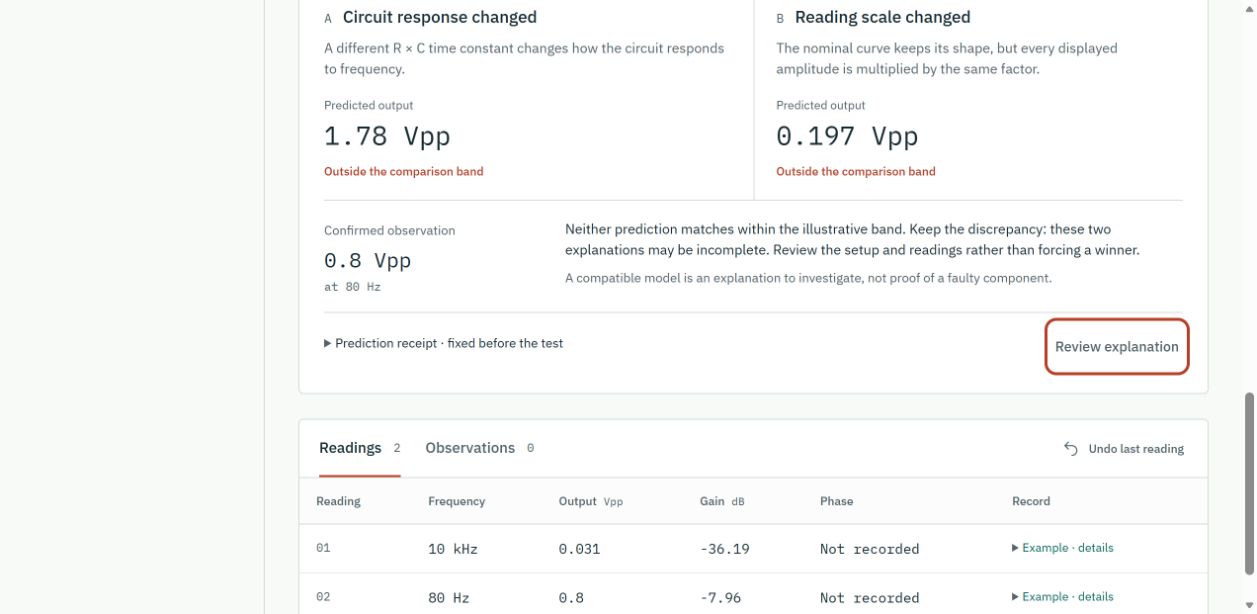 A Circuit response changed
A different R × C time constant changes how the circuit responds
to frequency.
Predicted output
1.78 Vpp
Outside the comparison band
B Reading scale changed
The nominal curve keeps its shape, but every displayed
amplitude is multiplied by the same factor.
Predicted output
0.197 Vpp
Outside the comparison band
Confirmed observation
0.8 Vpp
at 80 Hz
Neither prediction matches within the illustrative band. Keep the discrepancy: these two
explanations may be incomplete. Review the setup and readings rather than forcing a winner.
A compatible model is an explanation to investigate, not proof of a faulty component.
Prediction receipt · fixed before the test
Review explanation
Readings 2 Observations 0 Undo last reading
Reading Frequency Output Vpp Gain dB Phase Record
01 10 kHz 0.031 -36.19 Not recorded Example · details
02 80 Hz 0.8 -7.96 Not recorded Example · details